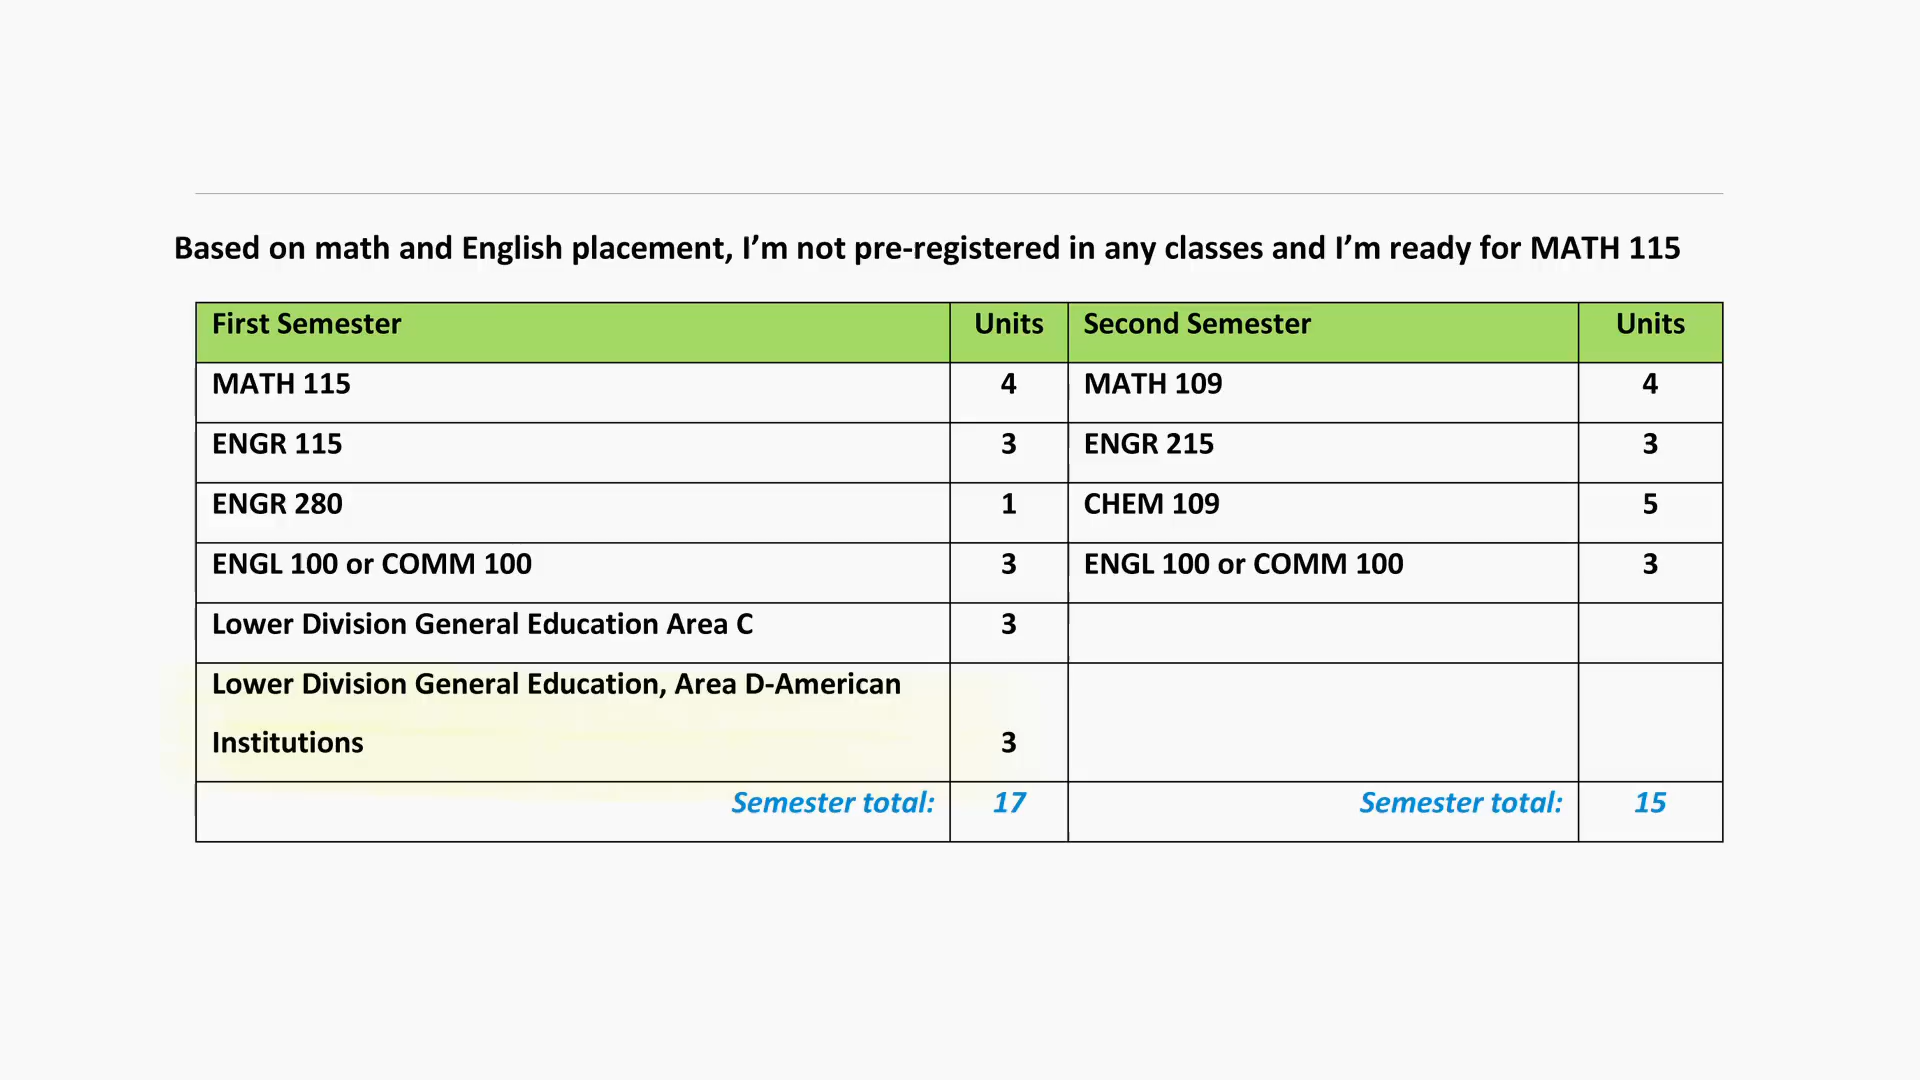 Based on math and English placement, I’m not pre-registered in any classes and I’m ready for MATH 115
First Semester Units Second Semester Units
MATH 115 4 MATH 109 4
ENGR 115 3 ENGR 215 3
ENGR 280 1 CHEM 109 5
ENGL 100 or COMM 100 3 ENGL 100 or COMM 100 3
Lower Division General Education Area C 3
Lower Division General Education, Area D-American
Institutions 3
Semester total: 17 Semester total: 15